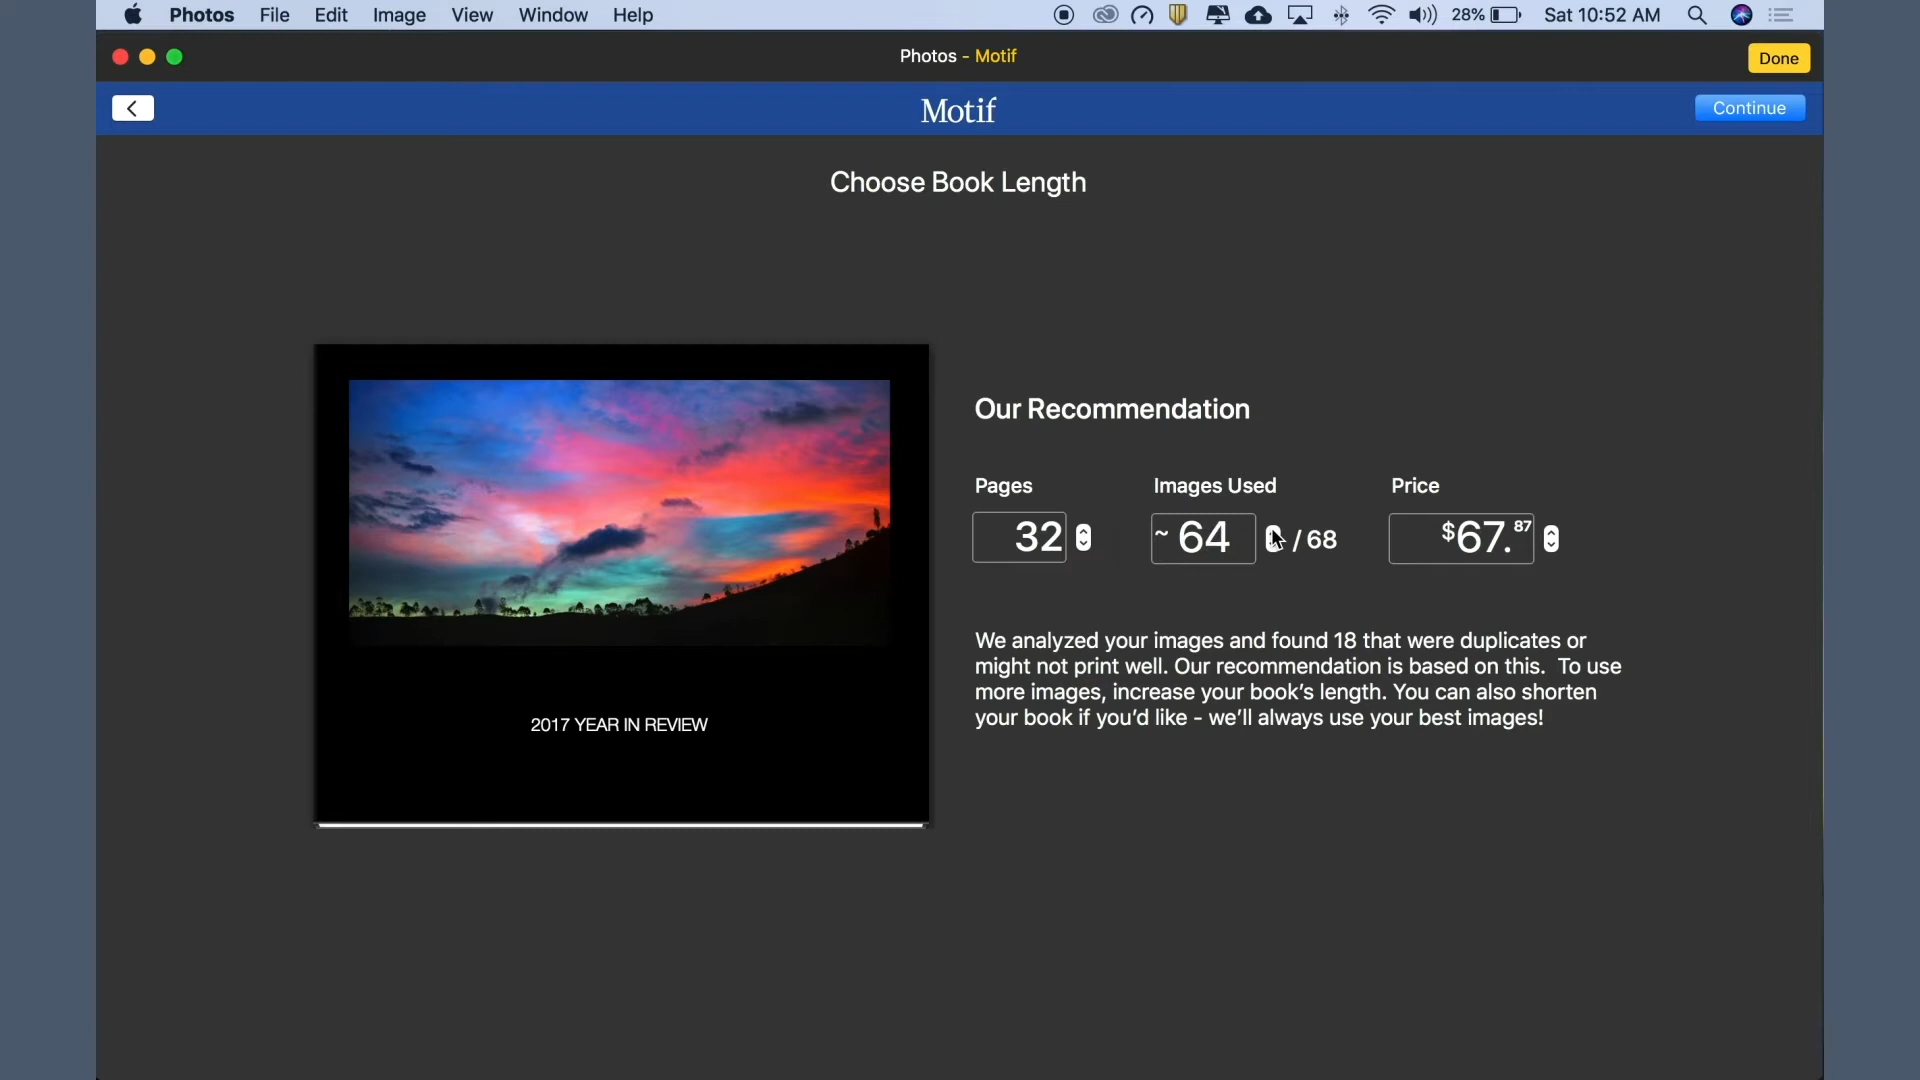 Photos File Edit Image View Window Help 28% Sat 10:52 AM
Photos - Motif
Done
Motif
Continue
Choose Book Length
Our Recommendation
Pages Images Used Price
32 ~ 64 / 68 $67.87
We analyzed your images and found 18 that were duplicates or
might not print well. Our recommendation is based on this. To use
more images, increase your book's length. You can also shorten
your book if you'd like - we'll always use your best images!
2017 YEAR IN REVIEW